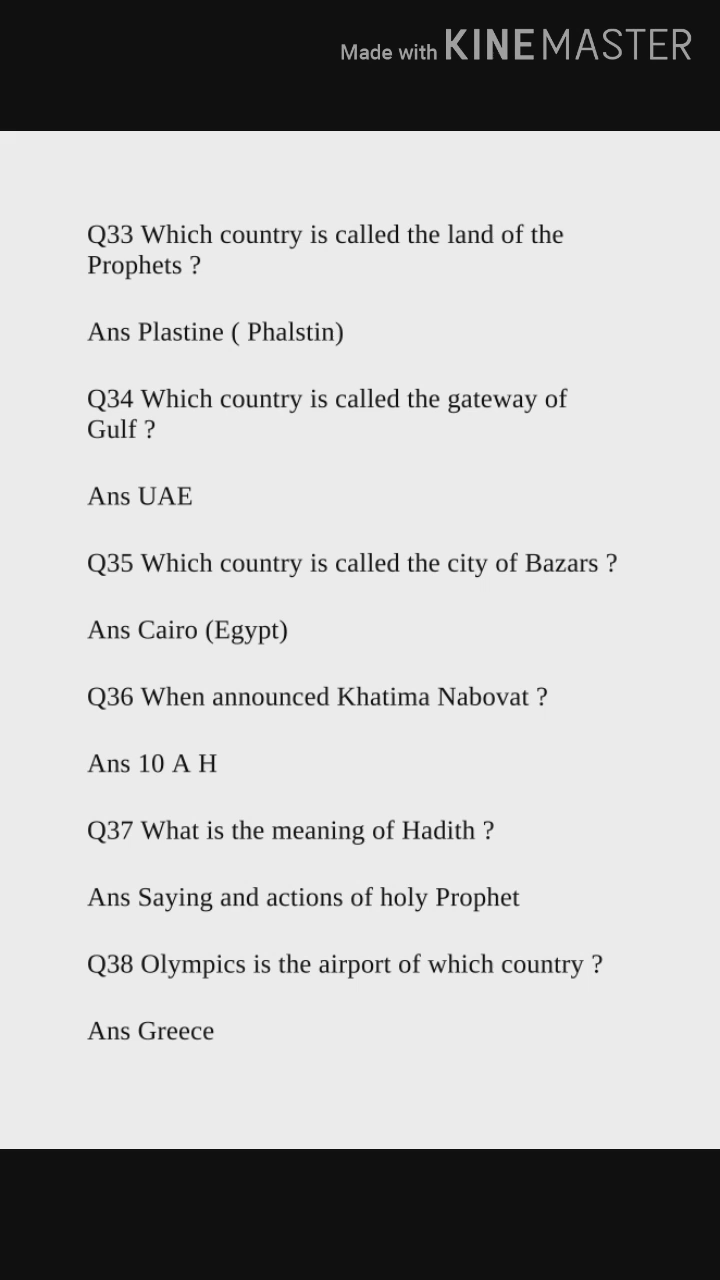 Made with KINEMASTER
Q33 Which country is called the land of the
Prophets ?
Ans Plastine ( Phalstin)
Q34 Which country is called the gateway of
Gulf ?
Ans UAE
Q35 Which country is called the city of Bazars ?
Ans Cairo (Egypt)
Q36 When announced Khatima Nabovat ?
Ans 10 A H
Q37 What is the meaning of Hadith ?
Ans Saying and actions of holy Prophet
Q38 Olympics is the airport of which country ?
Ans Greece